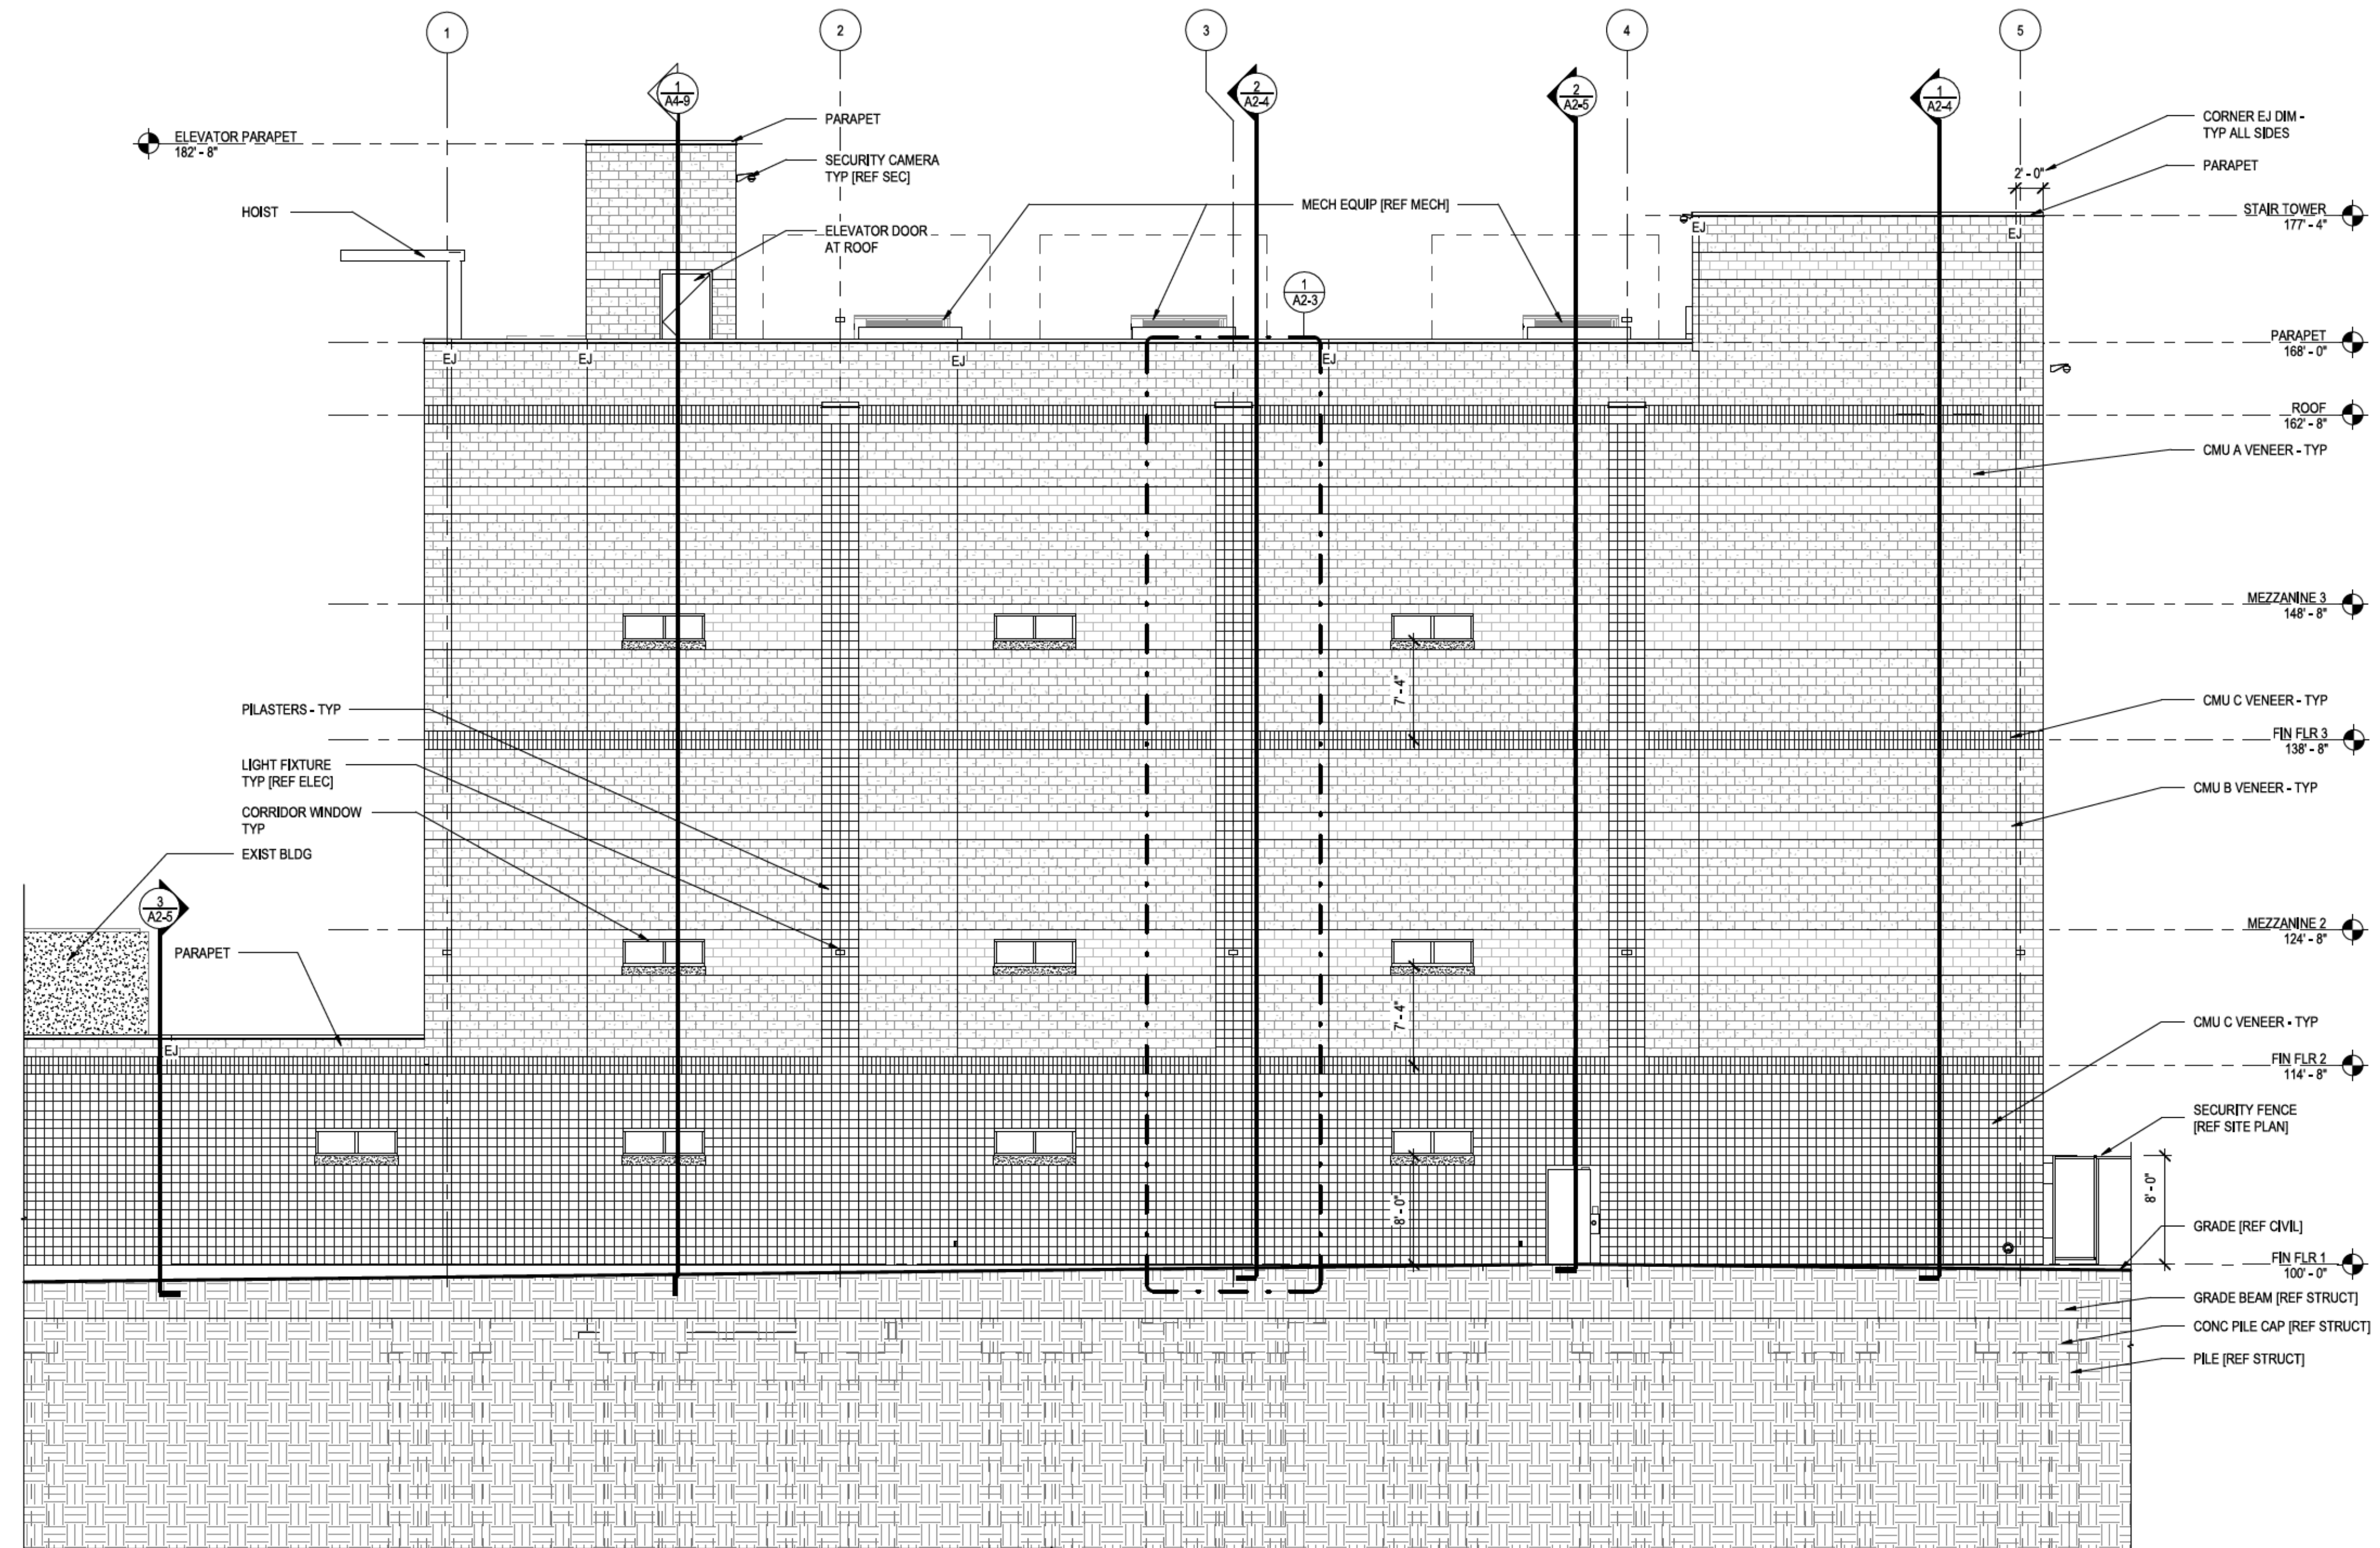 1
2
3
4
5
1
A4-9
2
A2-4
2
A2-5
1
A2-4
ELEVATOR PARAPET
182' - 8"
PARAPET
SECURITY CAMERA
TYP [REF SEC]
HOIST
ELEVATOR DOOR
AT ROOF
MECH EQUIP [REF MECH]
1
A2-3
CORNER EJ DIM -
TYP ALL SIDES
PARAPET
2' - 0"
STAIR TOWER
177' - 4"
EJ
EJ
EJ
EJ
EJ
EJ
PARAPET
168' - 0"
ROOF
162' - 8"
CMU A VENEER - TYP
MEZZANINE 3
148' - 8"
7' - 4"
PILASTERS - TYP
CMU C VENEER - TYP
FIN FLR 3
138' - 8"
LIGHT FIXTURE
TYP [REF ELEC]
CMU B VENEER - TYP
CORRIDOR WINDOW
TYP
EXIST BLDG
3
A2-5
MEZZANINE 2
124' - 8"
PARAPET
7' - 4"
CMU C VENEER - TYP
EJ
FIN FLR 2
114' - 8"
SECURITY FENCE
[REF SITE PLAN]
8' - 0"
8' - 0"
GRADE [REF CIVIL]
FIN FLR 1
100' - 0"
GRADE BEAM [REF STRUCT]
CONC PILE CAP [REF STRUCT]
PILE [REF STRUCT]